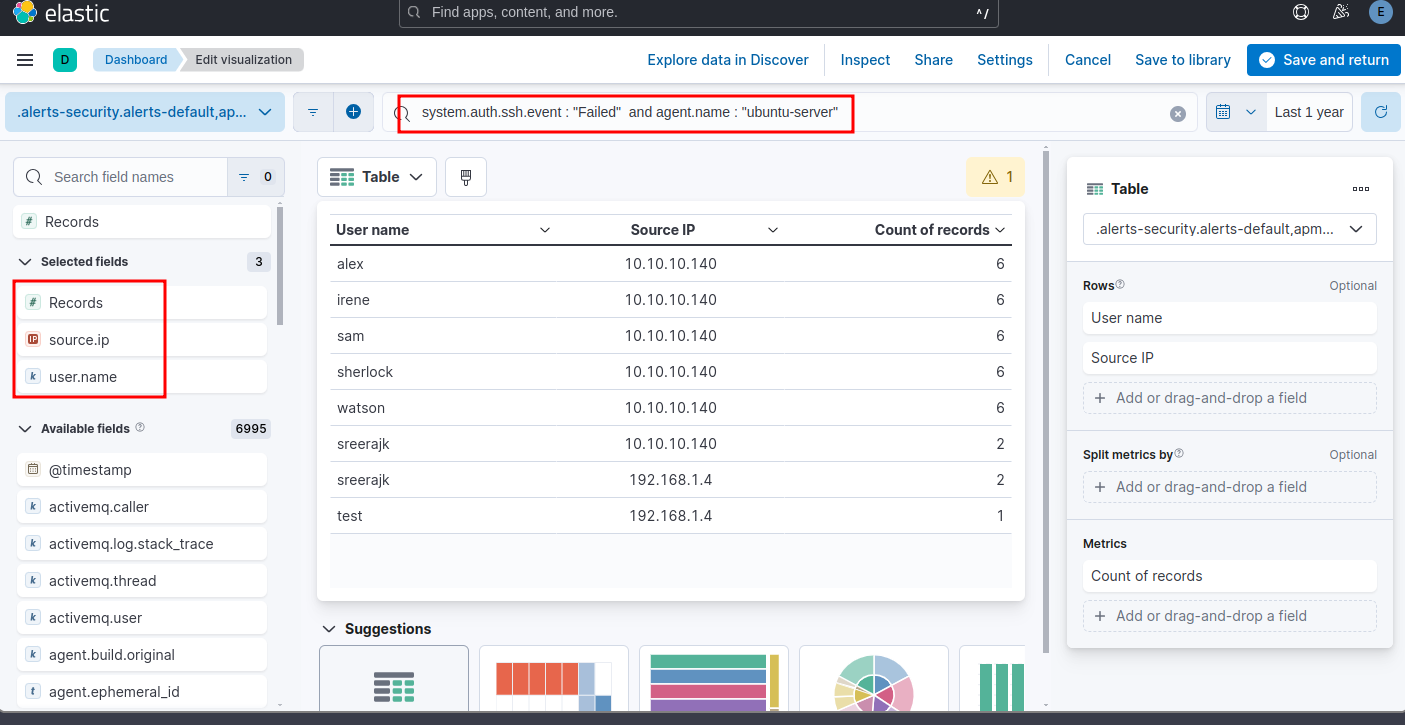 elastic
Find apps, content, and more.
^/
E
D
Dashboard
Edit visualization
Explore data in Discover
Inspect
Share
Settings
Cancel
Save to library
Save and return
.alerts-security.alerts-default,ap...
system.auth.ssh.event : "Failed" and agent.name : "ubuntu-server"
Last 1 year
Search field names
0
# Records
Selected fields
3
# Records
IP source.ip
k user.name
Available fields
6995
@timestamp
k activemq.caller
k activemq.log.stack_trace
k activemq.thread
k activemq.user
k agent.build.original
t agent.ephemeral_id
Table
1
User name Source IP Count of records
alex 10.10.10.140 6
irene 10.10.10.140 6
sam 10.10.10.140 6
sherlock 10.10.10.140 6
watson 10.10.10.140 6
sreerajk 10.10.10.140 2
sreerajk 192.168.1.4 2
test 192.168.1.4 1
Suggestions
Table
.alerts-security.alerts-default,apm...
Rows
Optional
User name
Source IP
+ Add or drag-and-drop a field
Split metrics by
Optional
+ Add or drag-and-drop a field
Metrics
Count of records
+ Add or drag-and-drop a field